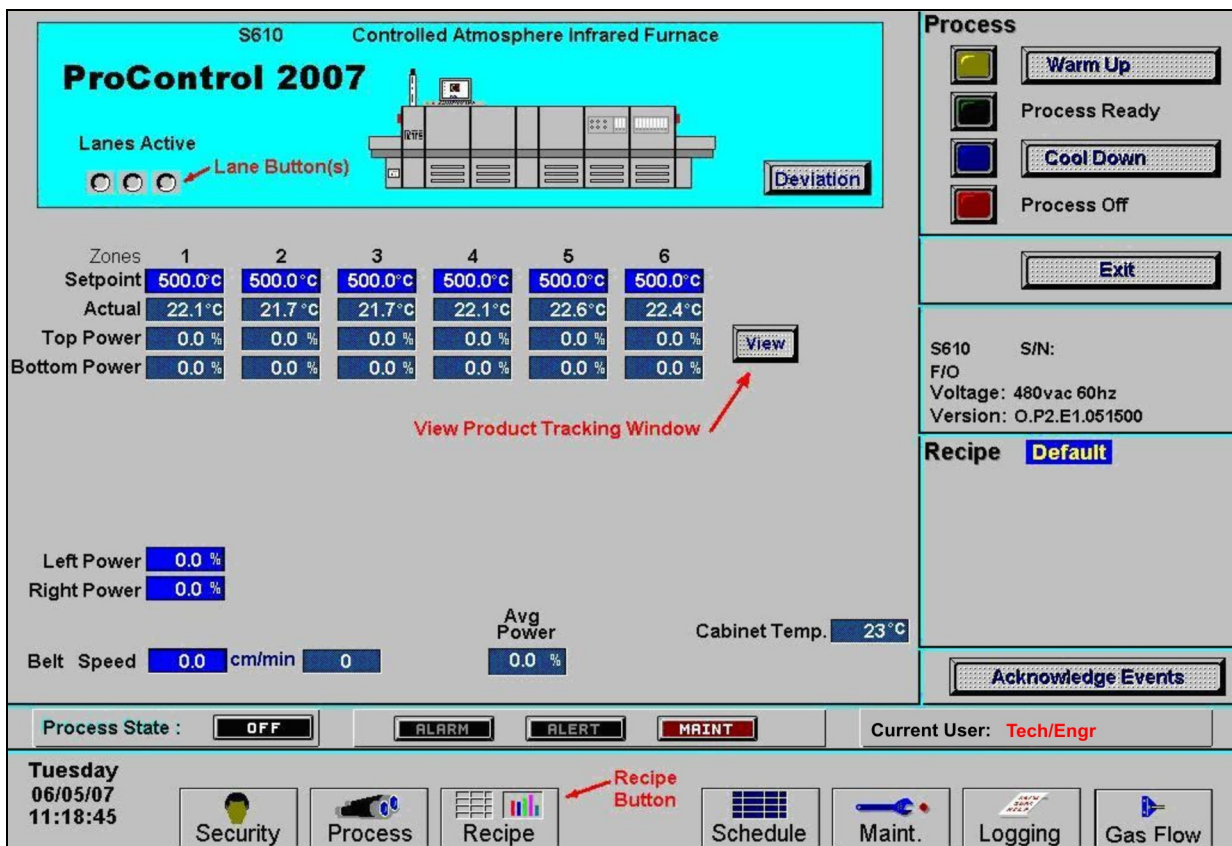 S610 Controlled Atmosphere Infrared Furnace
ProControl 2007
Lanes Active
Lane Button(s)
Deviation
Process
Warm Up
Process Ready
Cool Down
Process Off
Exit
Zones 1 2 3 4 5 6
Setpoint 500.0°C 500.0°C 500.0°C 500.0°C 500.0°C 500.0°C
Actual 22.1°C 21.7°C 21.7°C 22.1°C 22.6°C 22.4°C
Top Power 0.0 % 0.0 % 0.0 % 0.0 % 0.0 % 0.0 %
Bottom Power 0.0 % 0.0 % 0.0 % 0.0 % 0.0 % 0.0 %
View
View Product Tracking Window
S610 S/N:
F/O
Voltage: 480vac 60hz
Version: O.P2.E1.051500
Recipe Default
Left Power 0.0 %
Right Power 0.0 %
Avg
Power
0.0 %
Cabinet Temp. 23°C
Belt Speed 0.0 cm/min 0
Acknowledge Events
Process State : OFF
ALARM ALERT MAINT
Current User: Tech/Engr
Tuesday
06/05/07
11:18:45
Security
Process
Recipe
Recipe
Button
Schedule
Maint.
Logging
Gas Flow